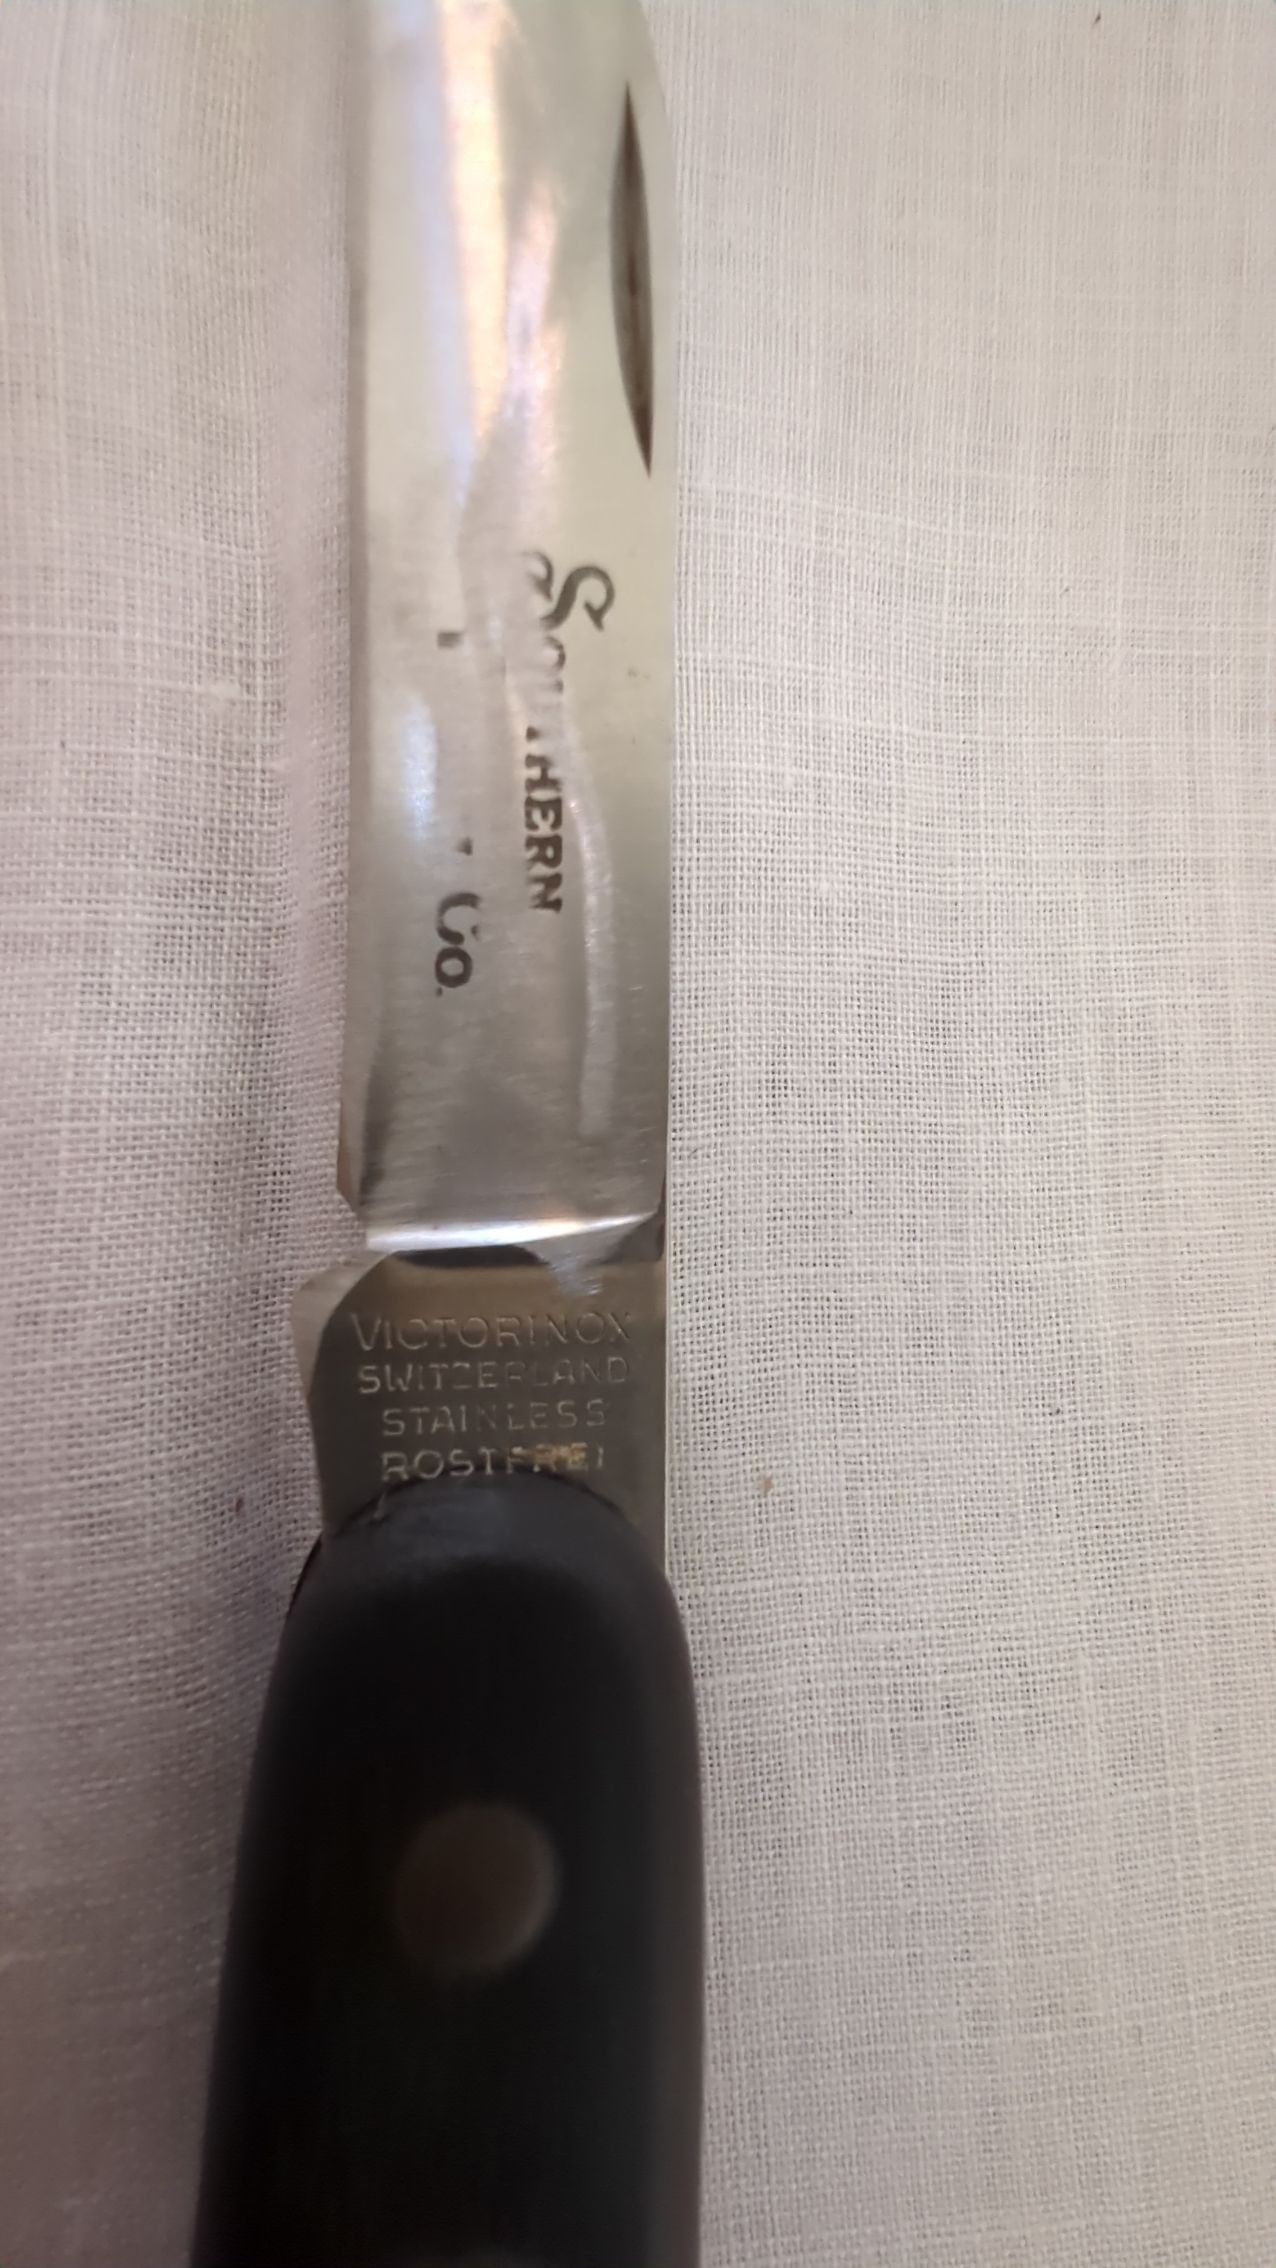 SOUTHERN
Co.
VICTORINOX
SWITZERLAND
STAINLESS
ROSTFREI